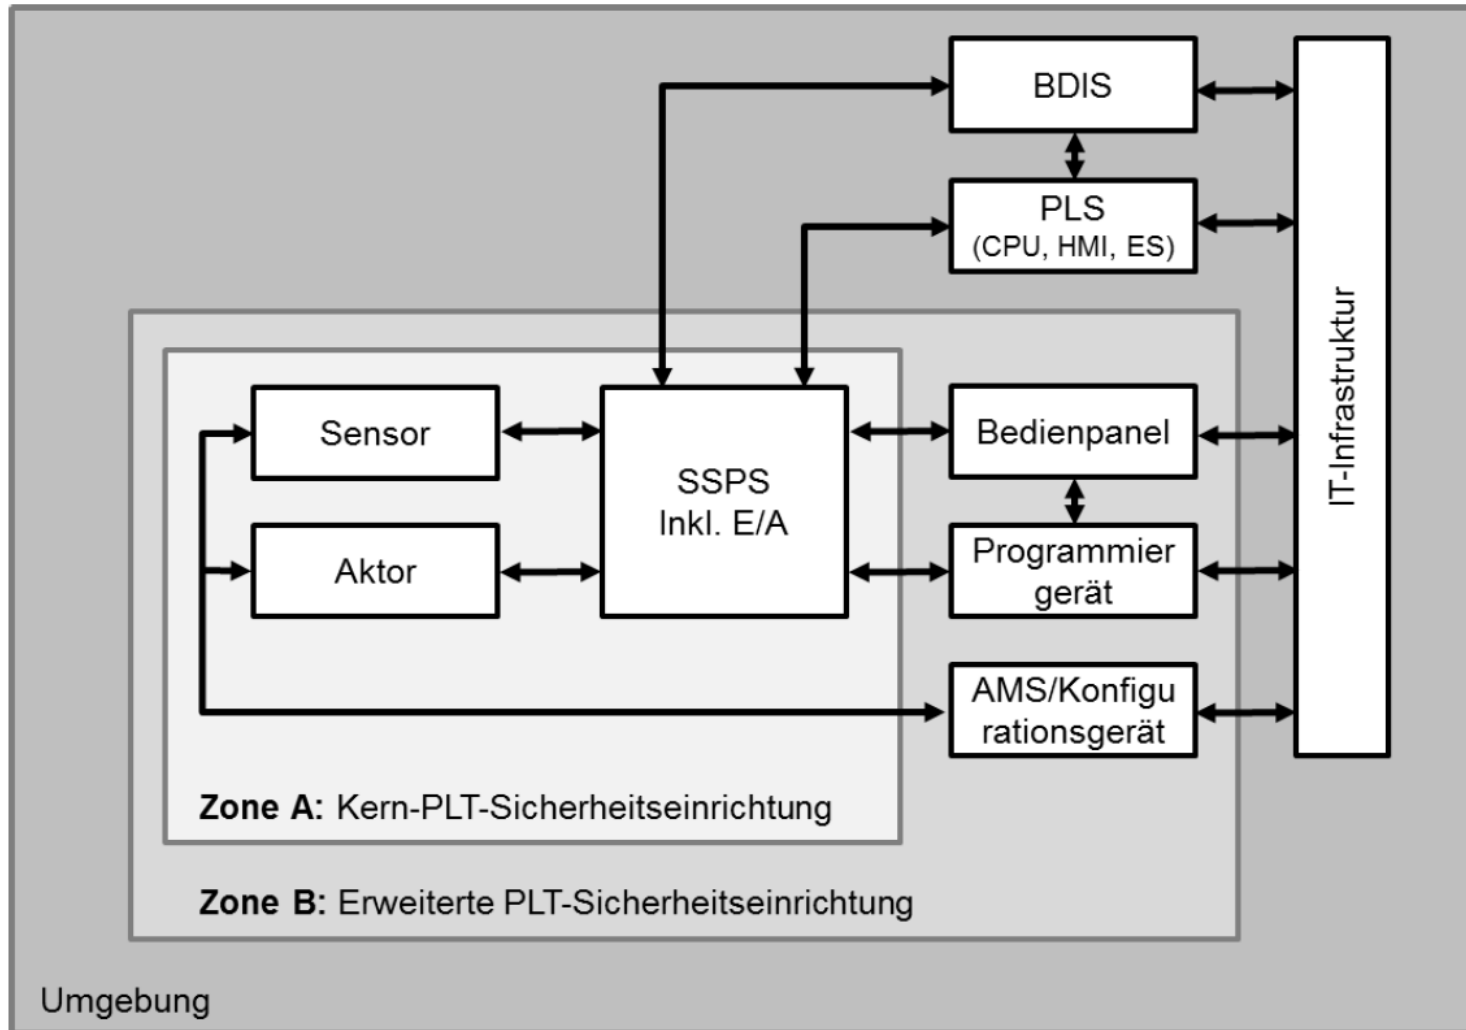 BDIS
PLS
(CPU, HMI, ES)
IT-Infrastruktur
Sensor
SSPS
Inkl. E/A
Bedienpanel
Aktor
Programmier
gerät
AMS/Konfigu
rationsgerät
Zone A: Kern-PLT-Sicherheitseinrichtung
Zone B: Erweiterte PLT-Sicherheitseinrichtung
Umgebung